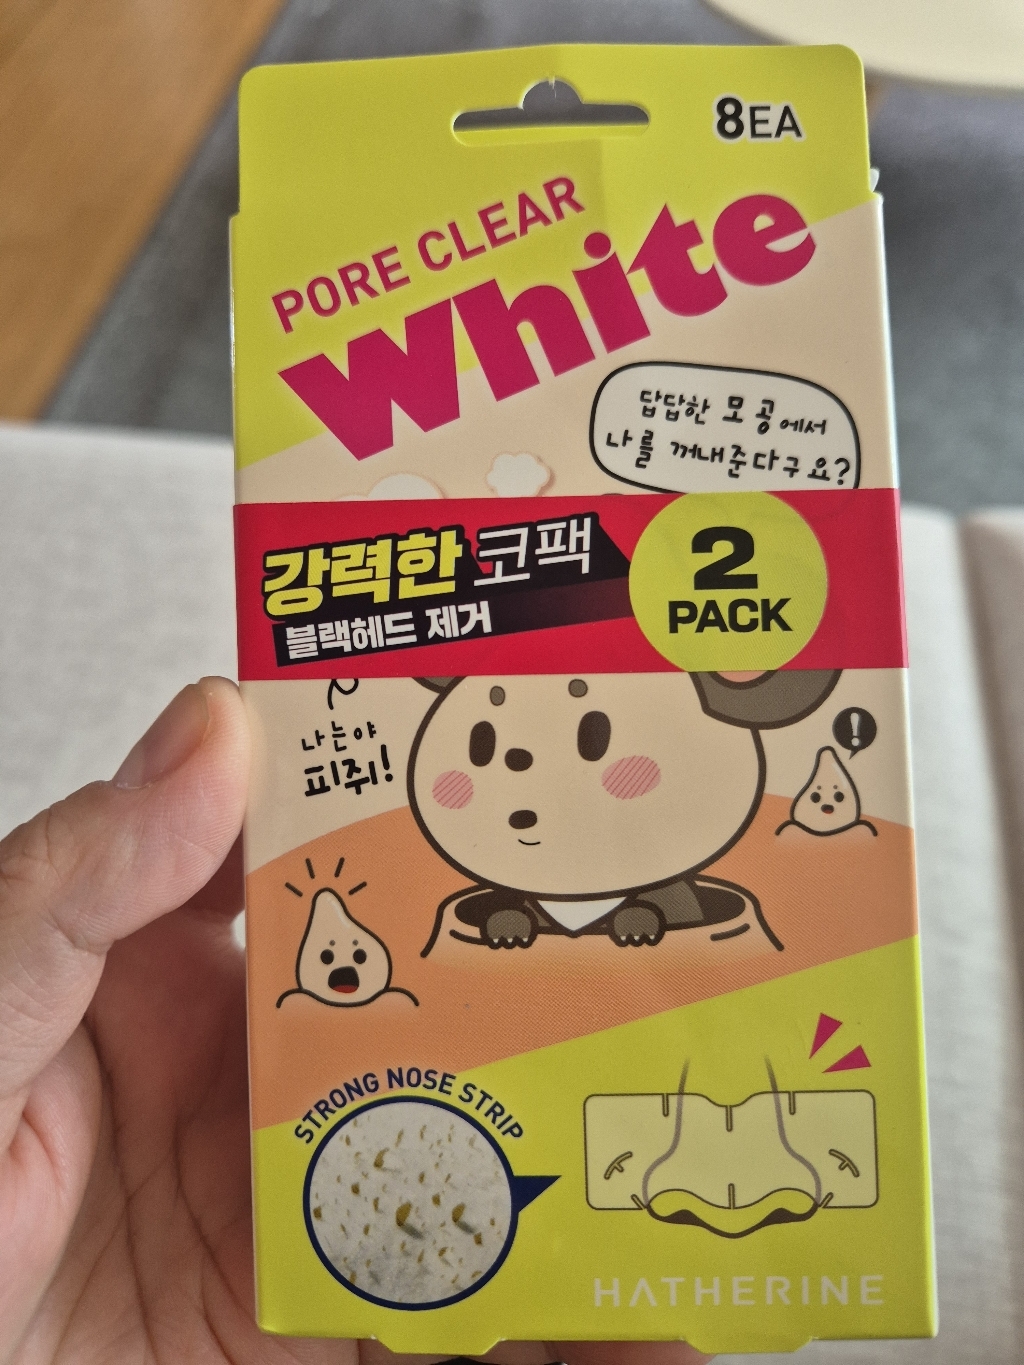 8EA
PORE CLEAR
White
답답한 모공에서
나를 꺼내준다구요?
강력한 코팩
블랙헤드 제거
2
PACK
나는야
피쥐!
!
STRONG NOSE STRIP
HATHERINE